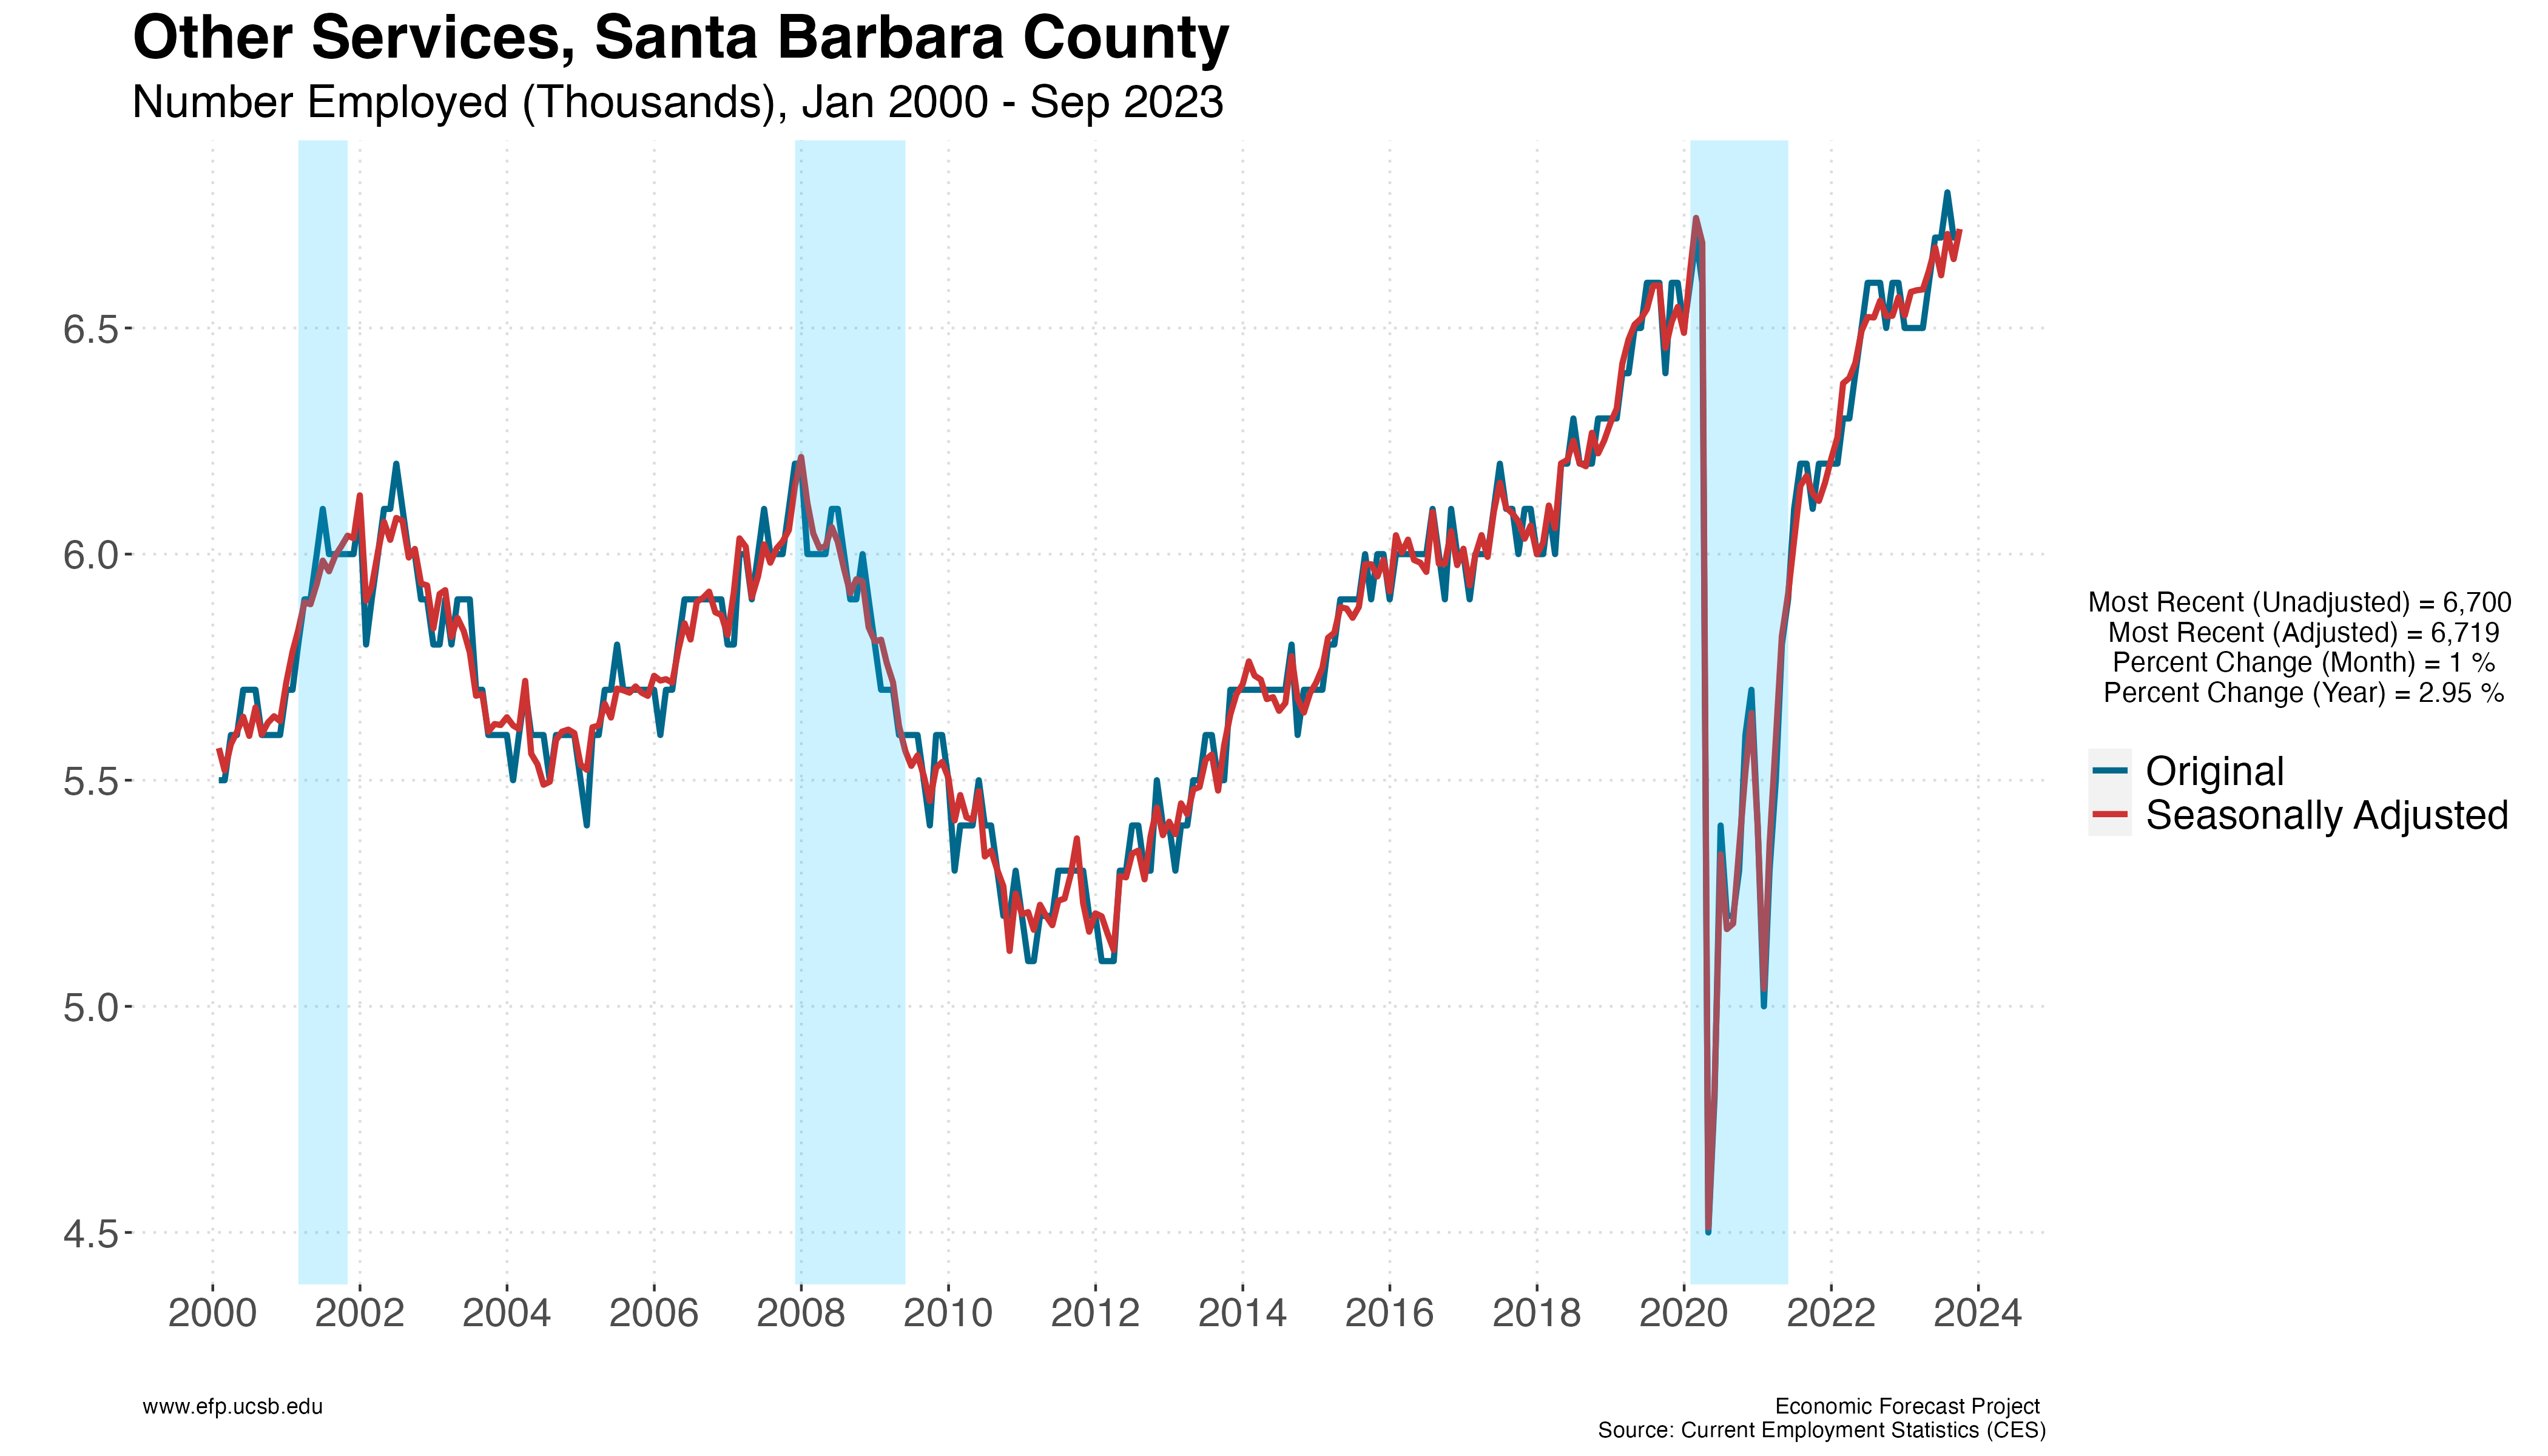 Other Services, Santa Barbara County
Number Employed (Thousands), Jan 2000 - Sep 2023
6.5
6.0
5.5
5.0
4.5
2000 2002 2004 2006 2008 2010 2012 2014 2016 2018 2020 2022 2024
Most Recent (Unadjusted) = 6,700
Most Recent (Adjusted) = 6,719
Percent Change (Month) = 1 %
Percent Change (Year) = 2.95 %
Original
Seasonally Adjusted
www.efp.ucsb.edu
Economic Forecast Project
Source: Current Employment Statistics (CES)